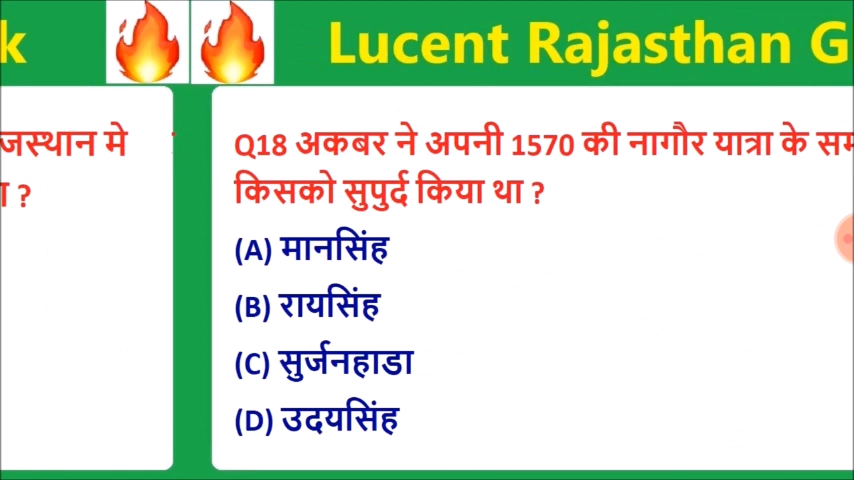 k
Lucent Rajasthan G
जस्थान मे
ा ?
Q18 अकबर ने अपनी 1570 की नागौर यात्रा के सम
किसको सुपुर्द किया था ?
(A) मानसिंह
(B) रायसिंह
(C) सुर्जनहाडा
(D) उदयसिंह